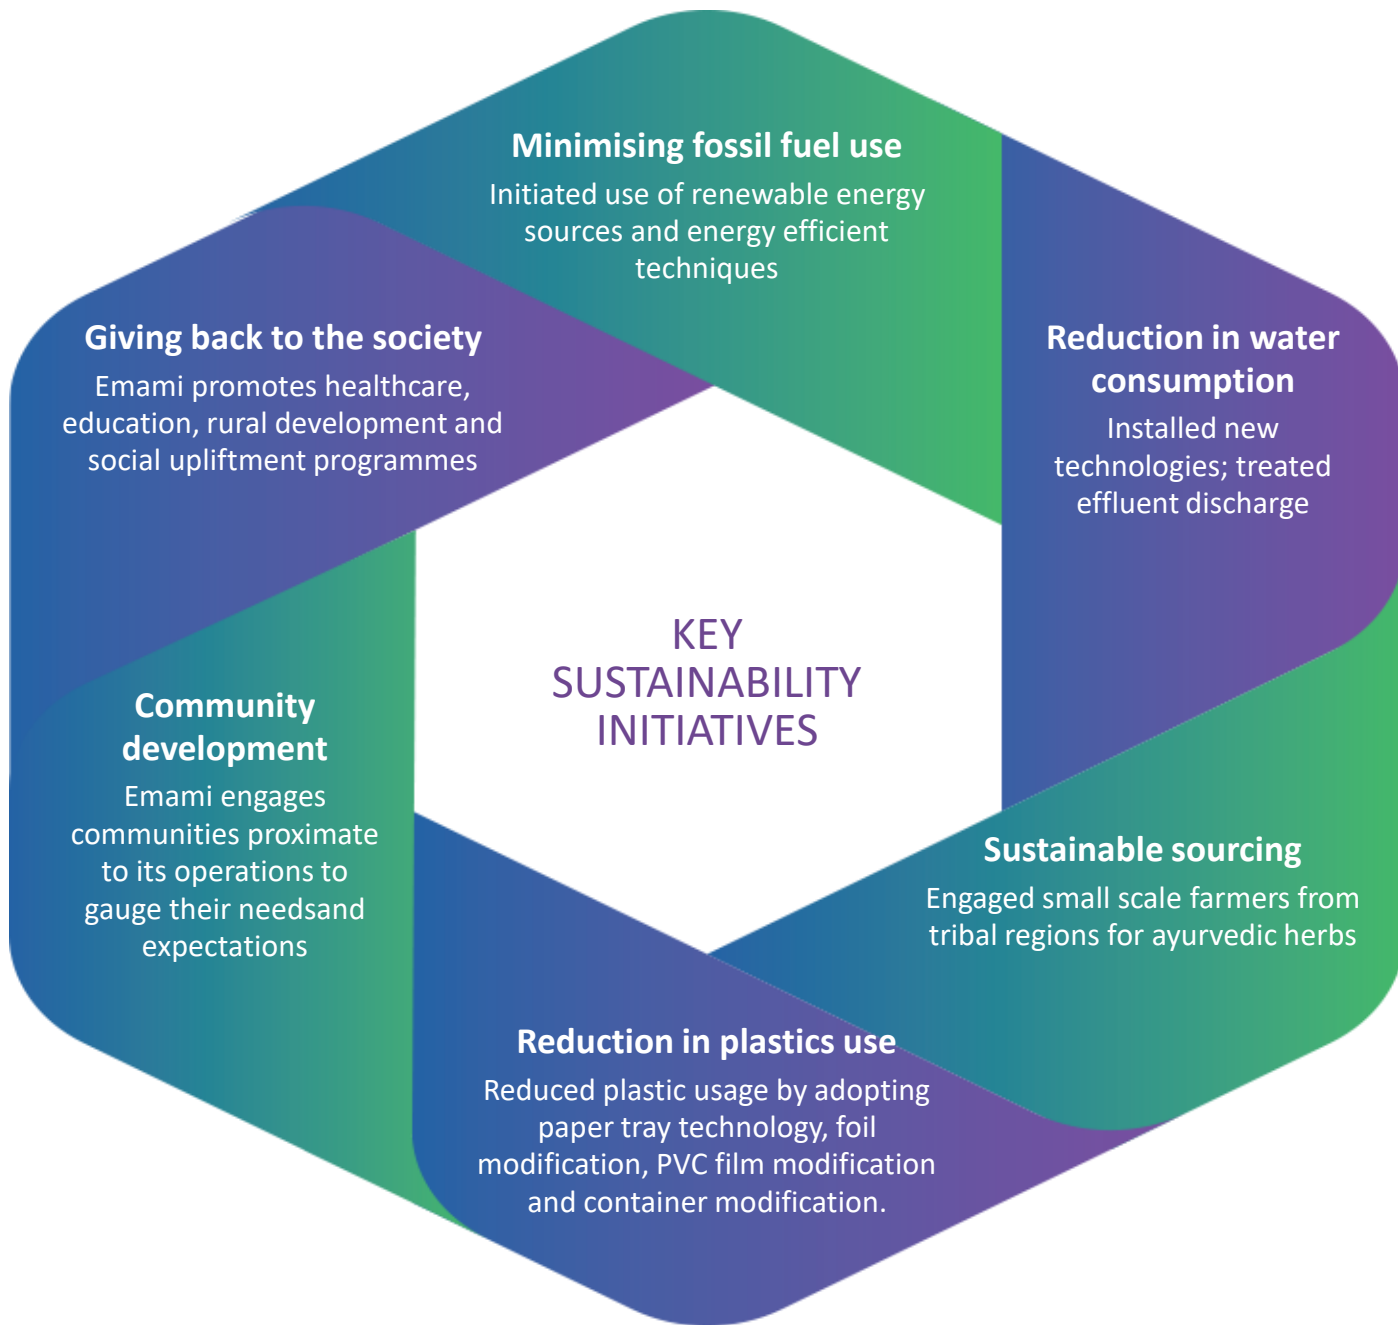 Minimising fossil fuel use
Initiated use of renewable energy
sources and energy efficient
techniques
Reduction in water
consumption
Installed new
technologies; treated
effluent discharge
Sustainable sourcing
Engaged small scale farmers from
tribal regions for ayurvedic herbs
Reduction in plastics use
Reduced plastic usage by adopting
paper tray technology, foil
modification, PVC film modification
and container modification.
Community
development
Emami engages
communities proximate
to its operations to
gauge their needsand
expectations
Giving back to the society
Emami promotes healthcare,
education, rural development and
social upliftment programmes
KEY
SUSTAINABILITY
INITIATIVES